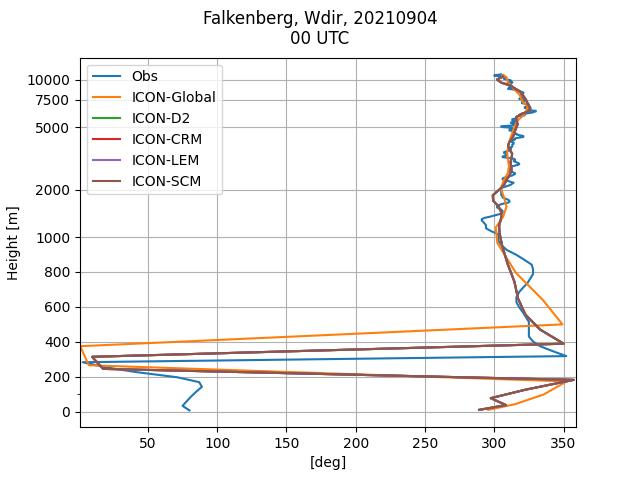 Falkenberg, Wdir, 20210904
00 UTC
Obs
ICON-Global
ICON-D2
ICON-CRM
ICON-LEM
ICON-SCM
10000
7500
5000
2000
1000
800
600
400
200
0
Height [m]
50
100
150
200
250
300
350
[deg]